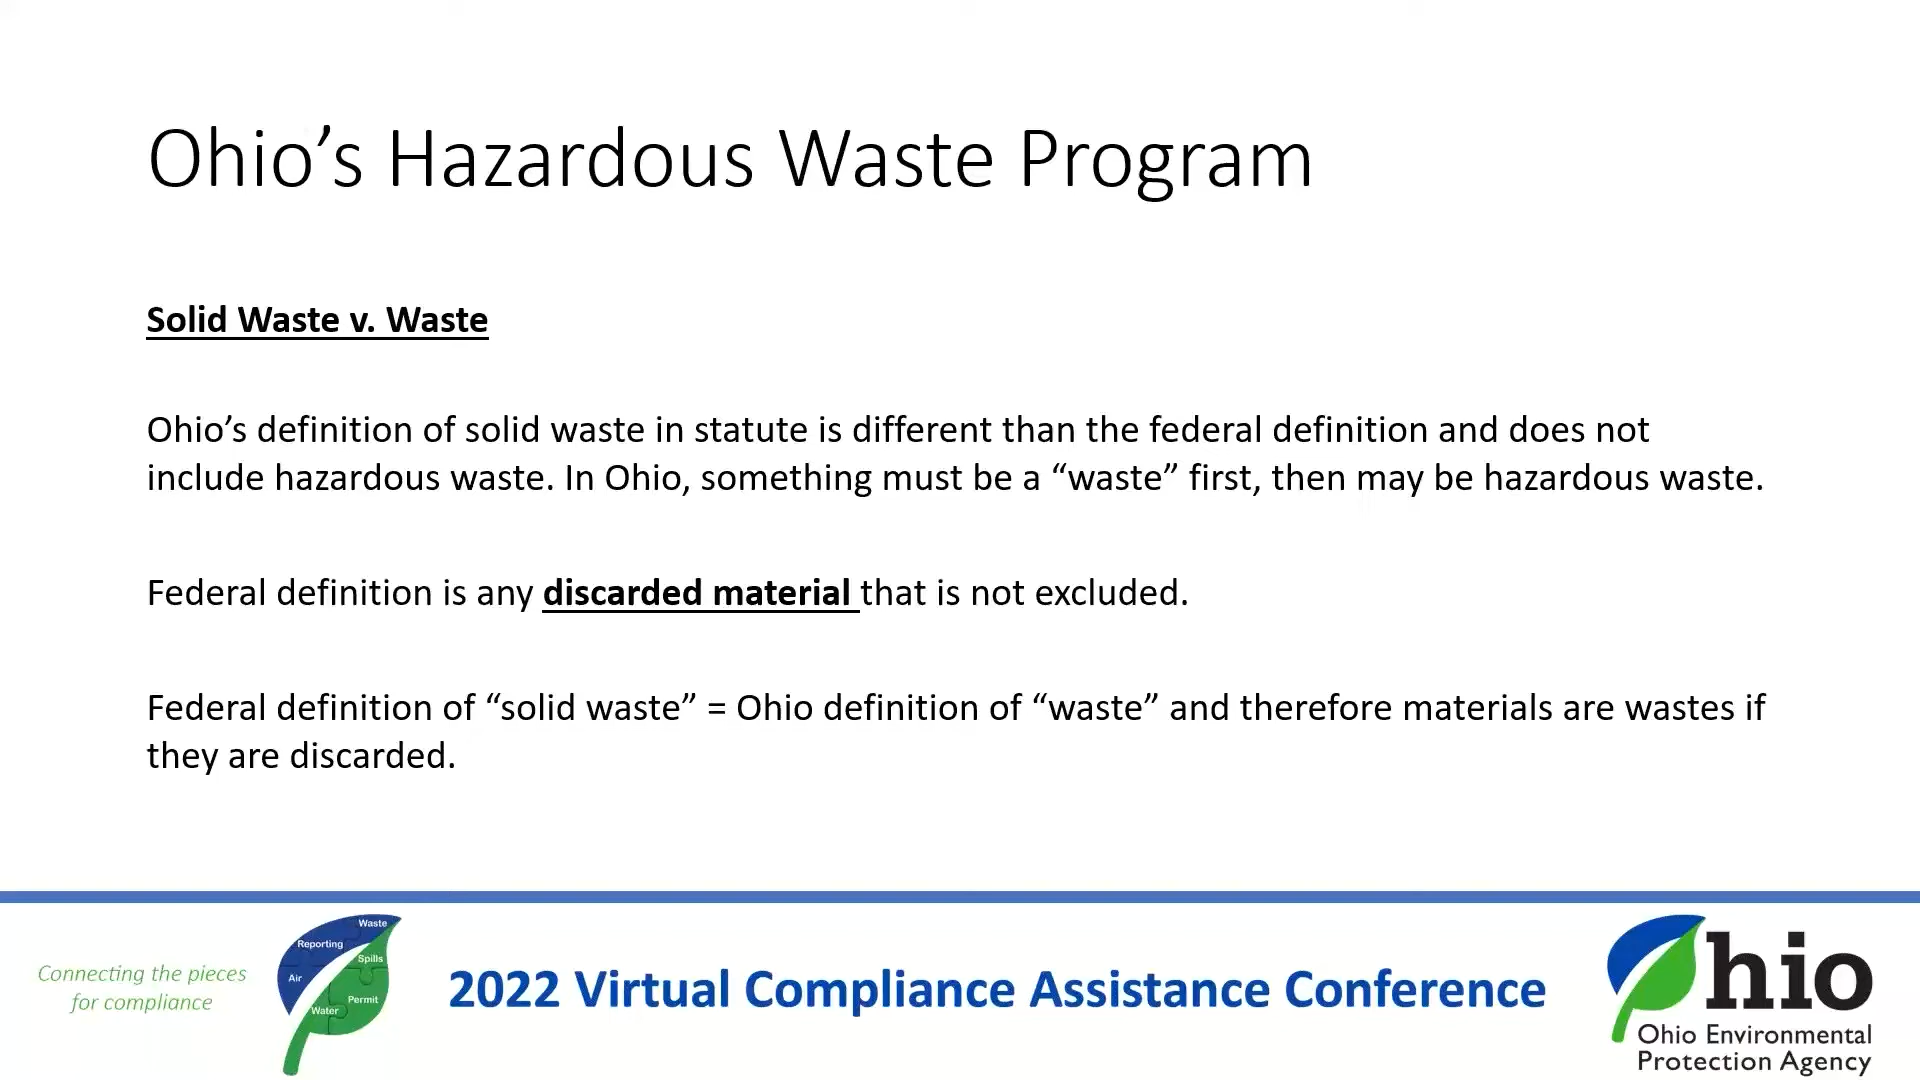 Ohio’s Hazardous Waste Program
Solid Waste v. Waste
Ohio’s definition of solid waste in statute is different than the federal definition and does not
include hazardous waste. In Ohio, something must be a “waste” first, then may be hazardous waste.
Federal definition is any discarded material that is not excluded.
Federal definition of “solid waste” = Ohio definition of “waste” and therefore materials are wastes if
they are discarded.
Connecting the pieces
for compliance
Waste
Reporting
Spills
Air
Permit
Water
2022 Virtual Compliance Assistance Conference
Ohio
Ohio Environmental
Protection Agency